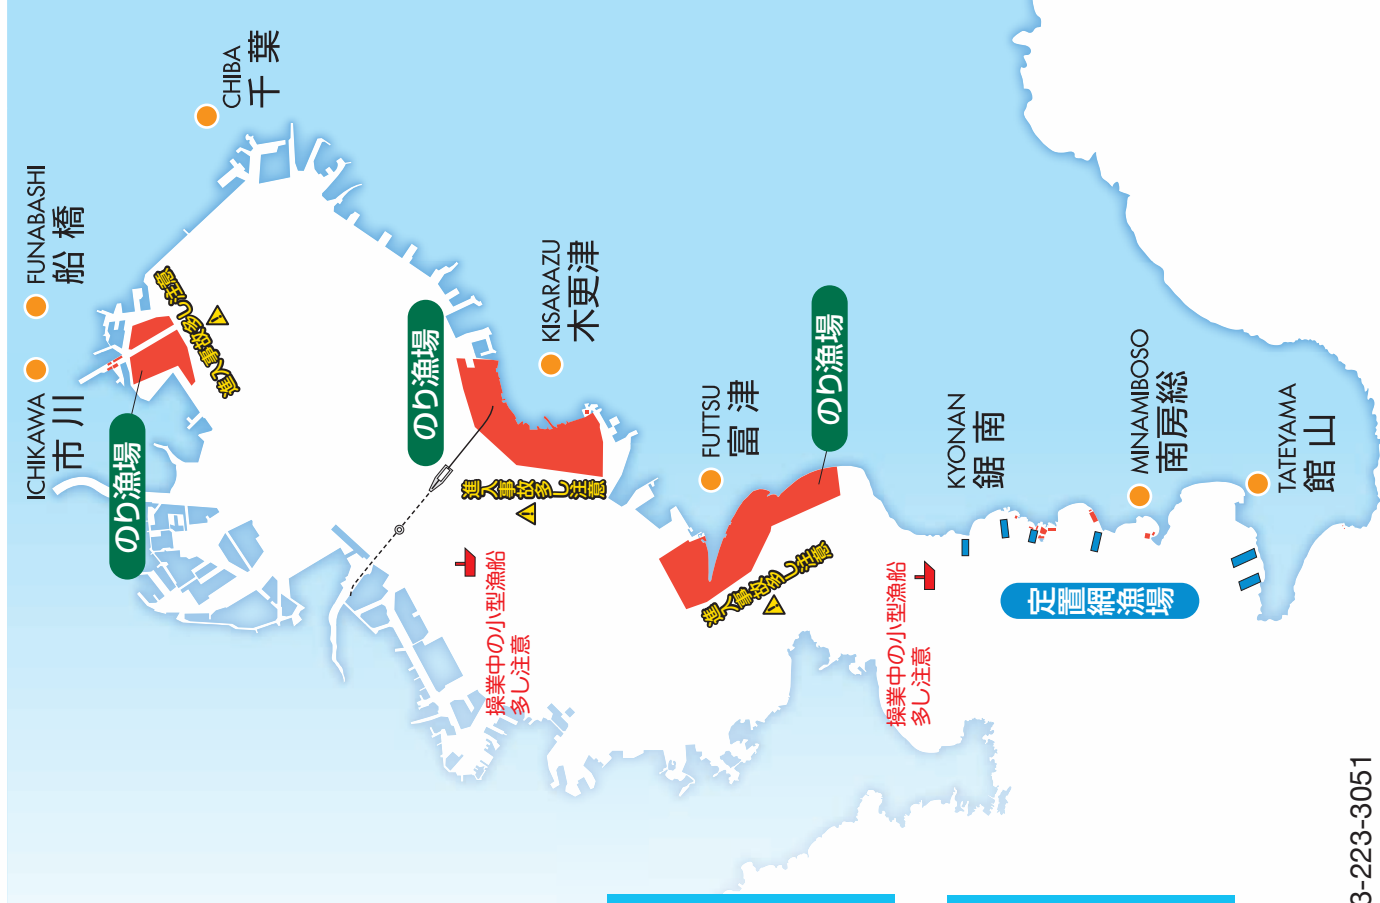 ICHIKAWA
市川
FUNABASHI
船橋
CHIBA
千葉
のり漁場
進入事故多し注意
のり漁場
進入事故多し注意
KISARAZU
木更津
操業中の小型漁船
多し注意
FUTTSU
富津
のり漁場
進入事故多し注意
操業中の小型漁船
多し注意
KYONAN
鋸南
定置網漁場
MINAMIBOSO
南房総
TATEYAMA
館山
3-223-3051